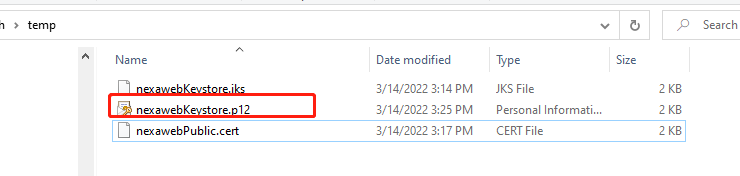 h › temp
Search
Name Date modified Type Size
nexawebKeystore.jks 3/14/2022 3:14 PM JKS File 2 KB
nexawebKeystore.p12 3/14/2022 3:25 PM Personal Informati... 2 KB
nexawebPublic.cert 3/14/2022 3:17 PM CERT File 2 KB